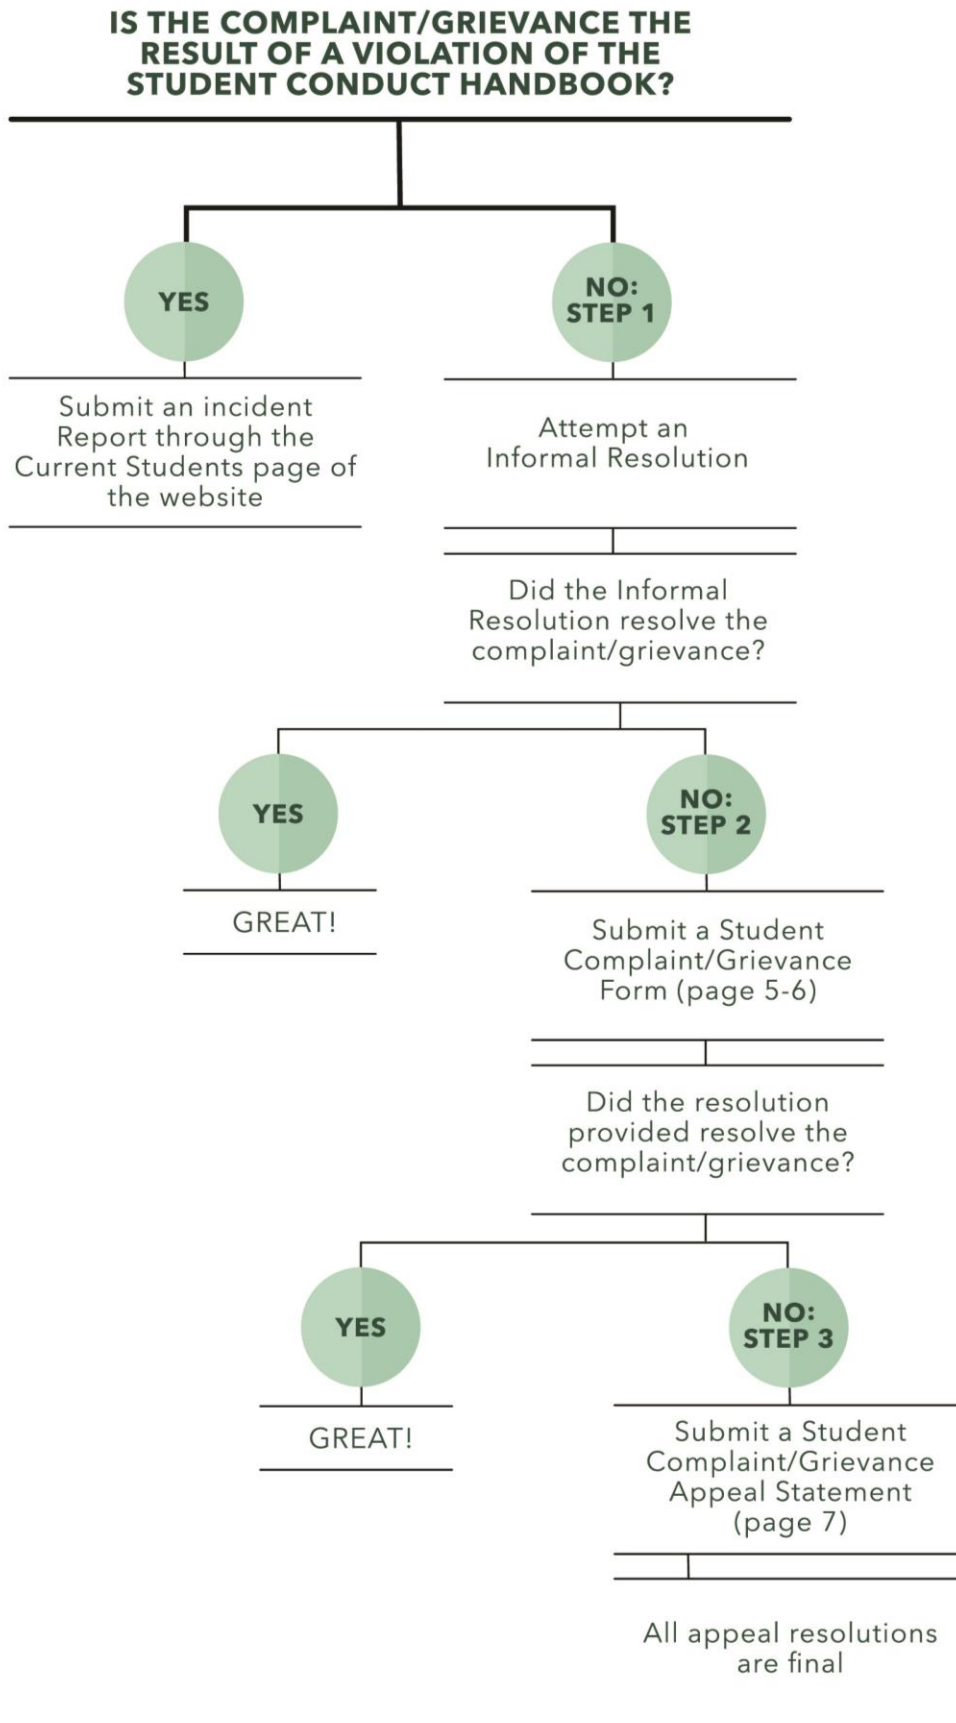 IS THE COMPLAINT/GRIEVANCE THE
RESULT OF A VIOLATION OF THE
STUDENT CONDUCT HANDBOOK?
YES
Submit an incident
Report through the
Current Students page of
the website
NO:
STEP 1
Attempt an
Informal Resolution
Did the Informal
Resolution resolve the
complaint/grievance?
YES
GREAT!
NO:
STEP 2
Submit a Student
Complaint/Grievance
Form (page 5-6)
Did the resolution
provided resolve the
complaint/grievance?
YES
GREAT!
NO:
STEP 3
Submit a Student
Complaint/Grievance
Appeal Statement
(page 7)
All appeal resolutions
are final